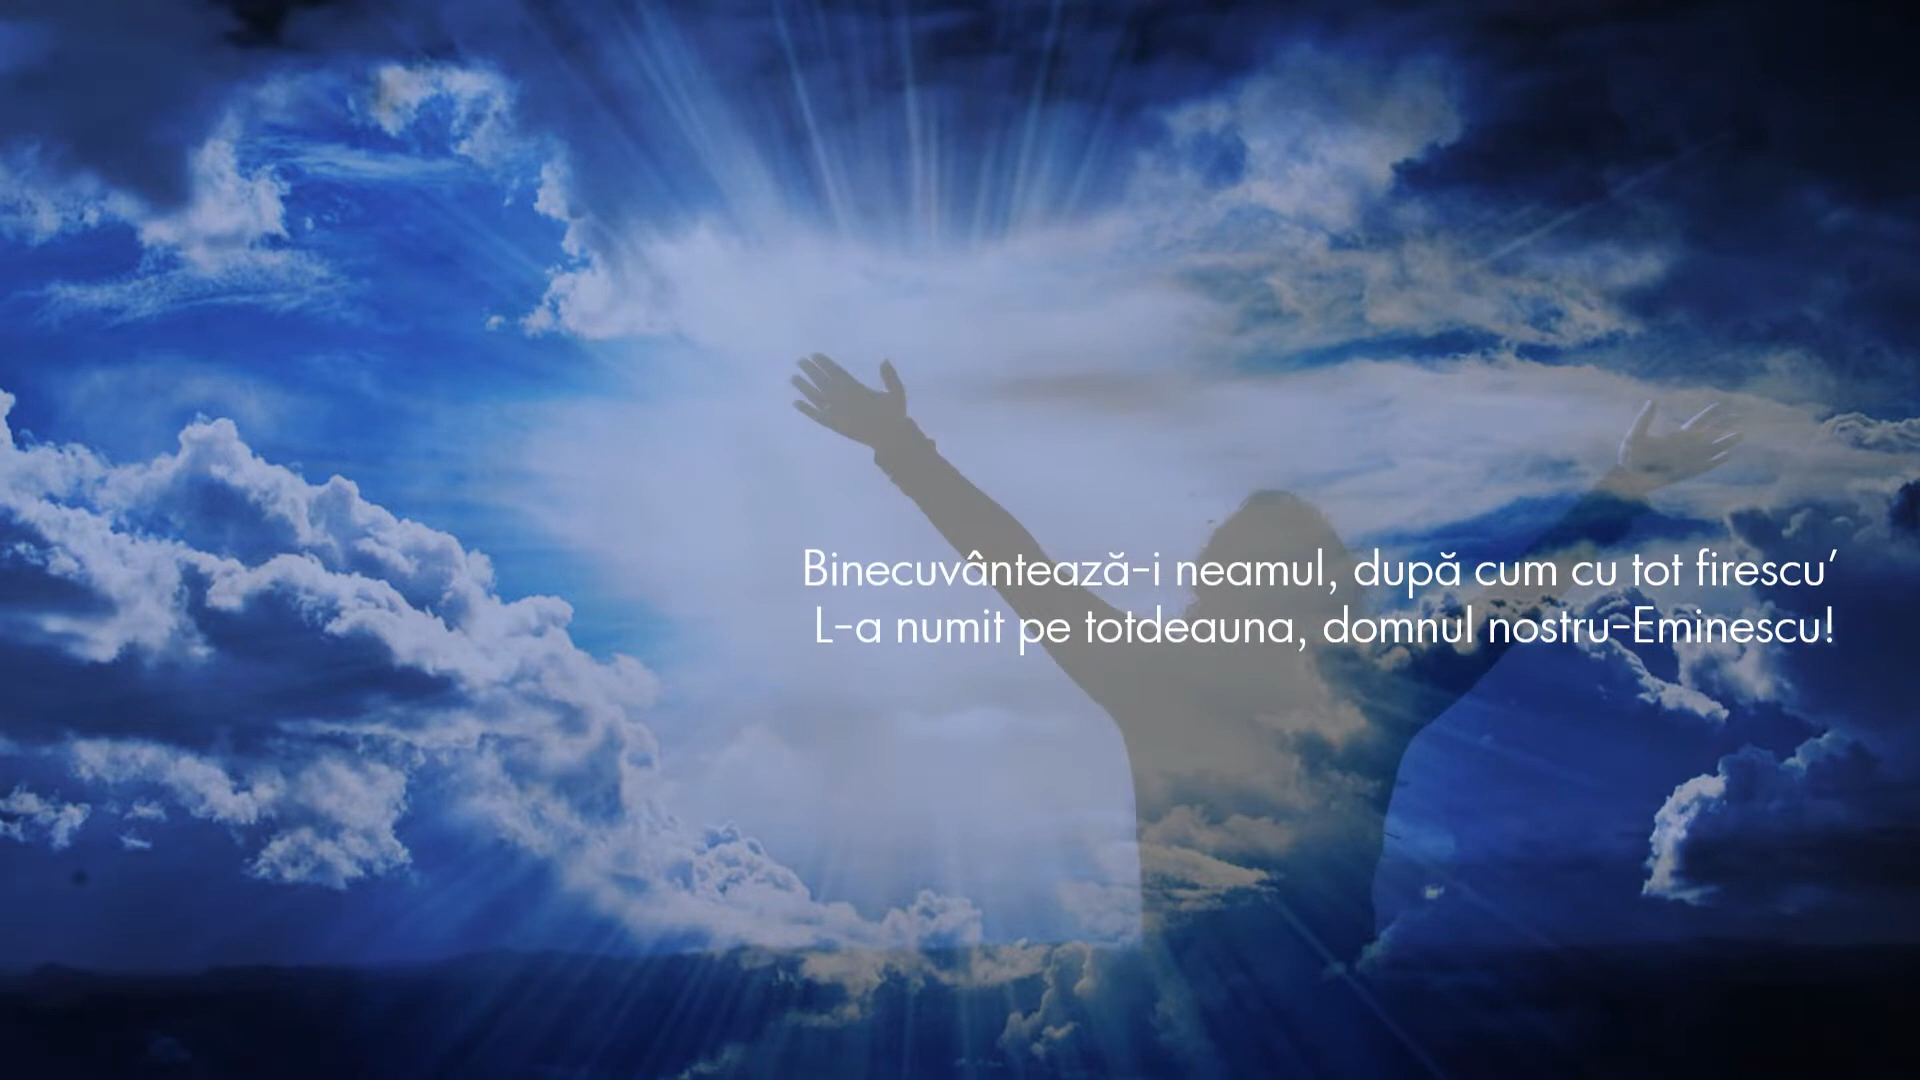 Binecuvântează-i neamul, după cum cu tot firescu’
L-a numit pe totdeauna, domnul nostru-Eminescu!